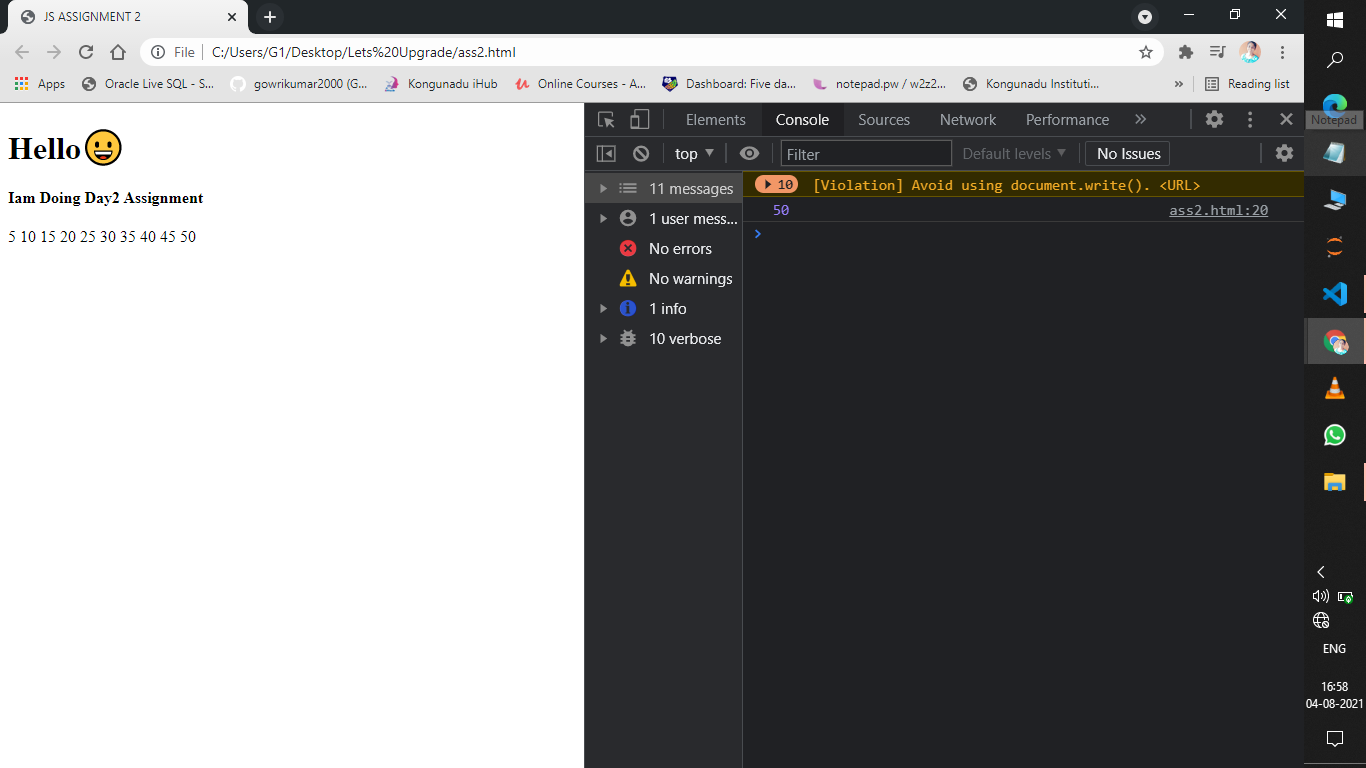 JS ASSIGNMENT 2
File C:/Users/G1/Desktop/Lets%20Upgrade/ass2.html
Apps Oracle Live SQL - S... gowrikumar2000 (G... Kongunadu iHub Online Courses - A... Dashboard: Five da... notepad.pw / w2z2... Kongunadu Instituti... » Reading list
Hello😀
Iam Doing Day2 Assignment
5 10 15 20 25 30 35 40 45 50
Elements Console Sources Network Performance »
top Filter Default levels No Issues
11 messages
1 user mess...
No errors
No warnings
1 info
10 verbose
10 [Violation] Avoid using document.write(). <URL>
50 ass2.html:20
>
Notepad
ENG
16:58
04-08-2021